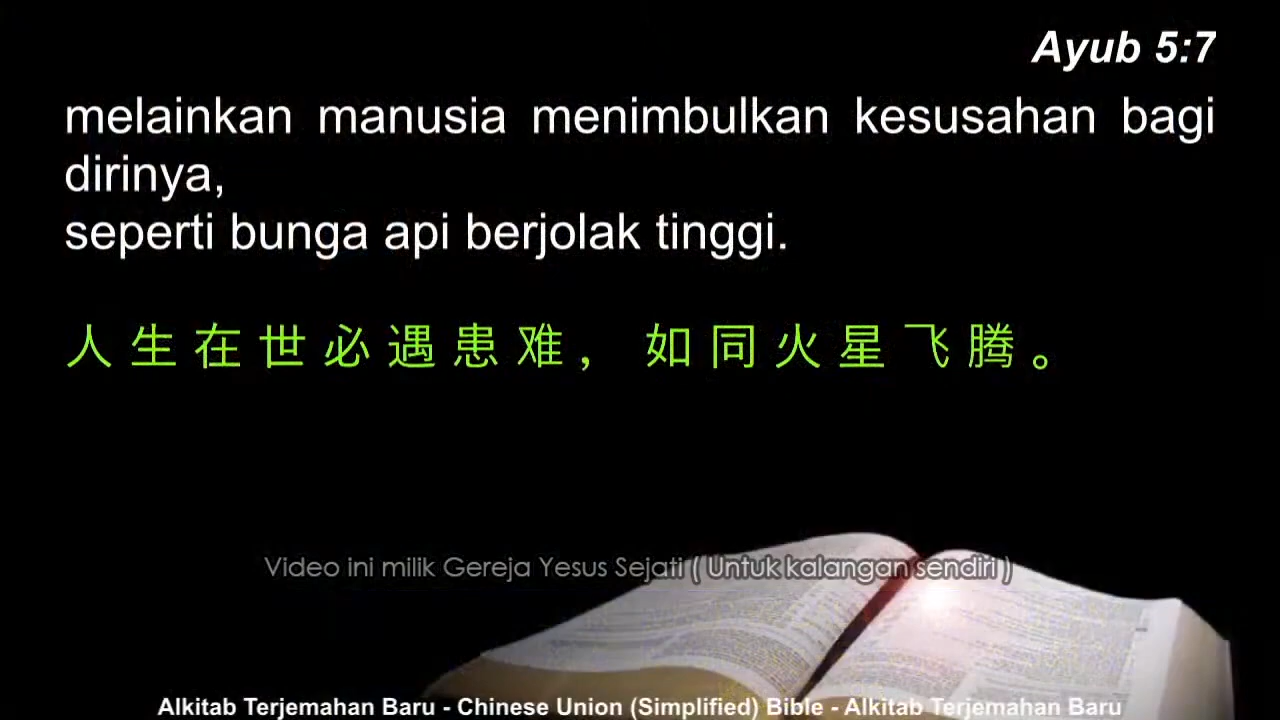 Ayub 5:7
melainkan manusia menimbulkan kesusahan bagi
dirinya,
seperti bunga api berjolak tinggi.
人生在世必遇患难， 如同火星飞腾。
Video ini milik Gereja Yesus Sejati ( Untuk kalangan sendiri )
Alkitab Terjemahan Baru - Chinese Union (Simplified) Bible - Alkitab Terjemahan Baru